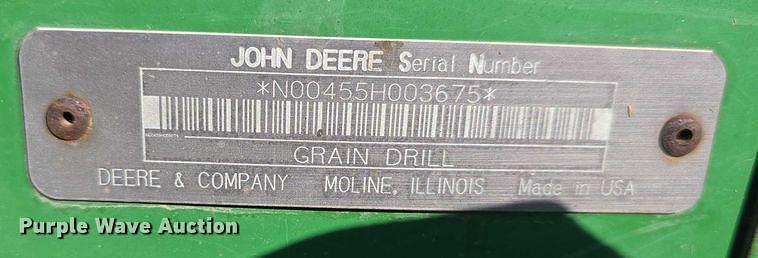 JOHN DEERE Serial Number
*N00455H003675*
GRAIN DRILL
DEERE & COMPANY MOLINE, ILLINOIS Made in USA
Purple Wave Auction